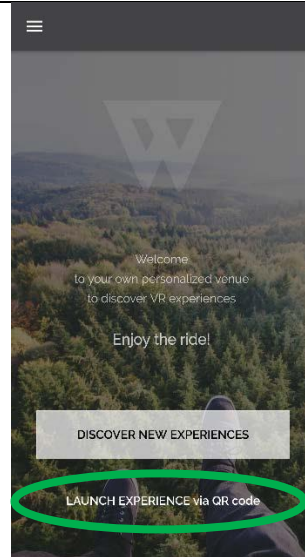 W
Welcome
to your own personalized venue
to discover VR experiences
Enjoy the ride!
DISCOVER NEW EXPERIENCES
LAUNCH EXPERIENCE via QR code